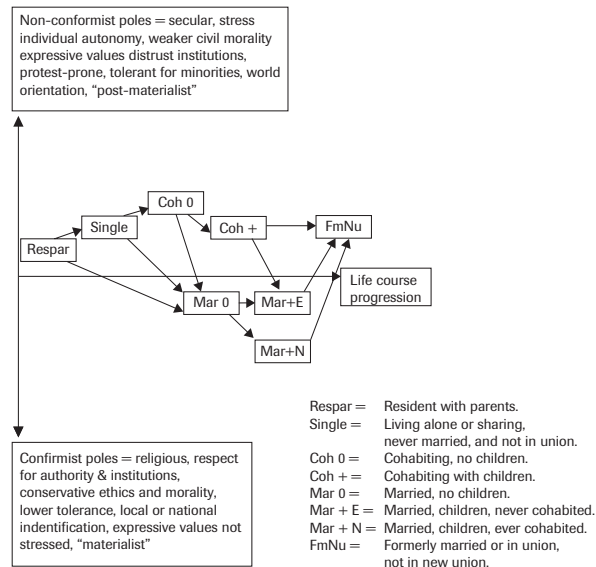 Non-conformist poles = secular, stress
individual autonomy, weaker civil morality
expressive values distrust institutions,
protest-prone, tolerant for minorities, world
orientation, “post-materialist”
Coh 0
Single
Coh +
FmNu
Respar
Life course
progression
Mar 0
Mar+E
Mar+N
Confirmist poles = religious, respect
for authority & institutions,
conservative ethics and morality,
lower tolerance, local or national
indentification, expressive values not
stressed, “materialist”
Respar = Resident with parents.
Single = Living alone or sharing,
never married, and not in union.
Coh 0 = Cohabiting, no children.
Coh + = Cohabiting with children.
Mar 0 = Married, no children.
Mar + E = Married, children, never cohabited.
Mar + N = Married, children, ever cohabited.
FmNu = Formerly married or in union,
not in new union.